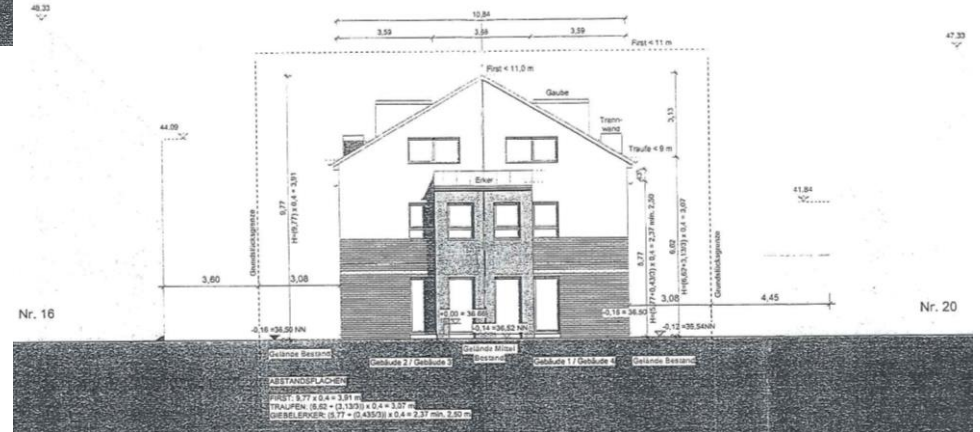 48.33
10,84
3,59
3,68
3,59
First < 11 m
47.33
First < 11,0 m
Gaube
Trenn-
wand
Traufe < 9 m
44.09
3,13
Erker
43⁵
41.84
9,77
H=(9,77) x 0,4 = 3,91
Grundstücksgrenze
5,77
H=(5,77+0,43/3) x 0,4 = 2,37 min. 2,50
6,62
H=(6,62+3,13/3) x 0,4 = 3,07
Grundstücksgrenze
3,60
3,08
3,08
4,45
Nr. 16
Nr. 20
±0,00 = 36.66
-0,16 =36,50 NN
-0,14 =36,52 NN
-0,16 = 36.50
-0,12 =36,54NN
Gelände Bestand
Gebäude 2 / Gebäude 3
Gelände Mittel
Bestand
Gebäude 1 / Gebäude 4
Gelände Bestand
ABSTANDSFLÄCHEN
FIRST: 9,77 x 0,4 = 3,91 m
TRAUFEN: (6,62 + (3,13/3)) x 0,4 = 3,07 m
GIEBELERKER: (5,77 + (0,435/3)) x 0,4 = 2,37 min. 2,50 m